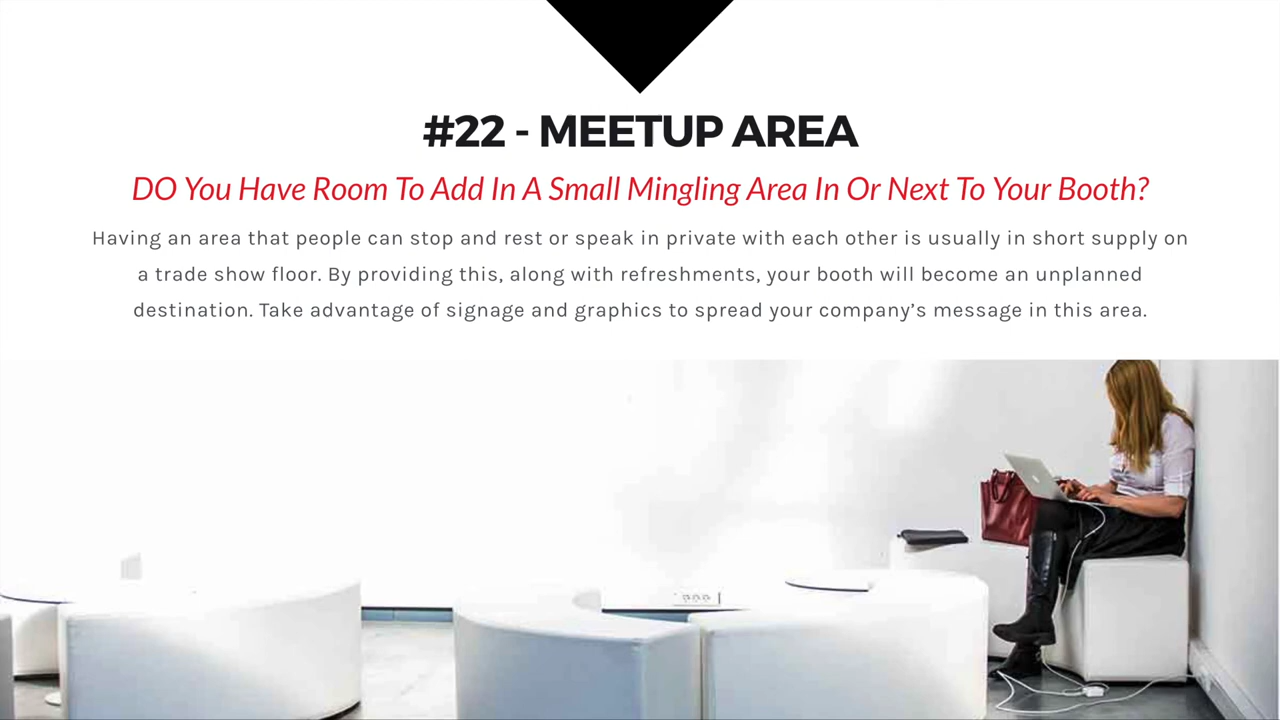 #22 - MEETUP AREA
DO You Have Room To Add In A Small Mingling Area In Or Next To Your Booth?
Having an area that people can stop and rest or speak in private with each other is usually in short supply on
a trade show floor. By providing this, along with refreshments, your booth will become an unplanned
destination. Take advantage of signage and graphics to spread your company’s message in this area.